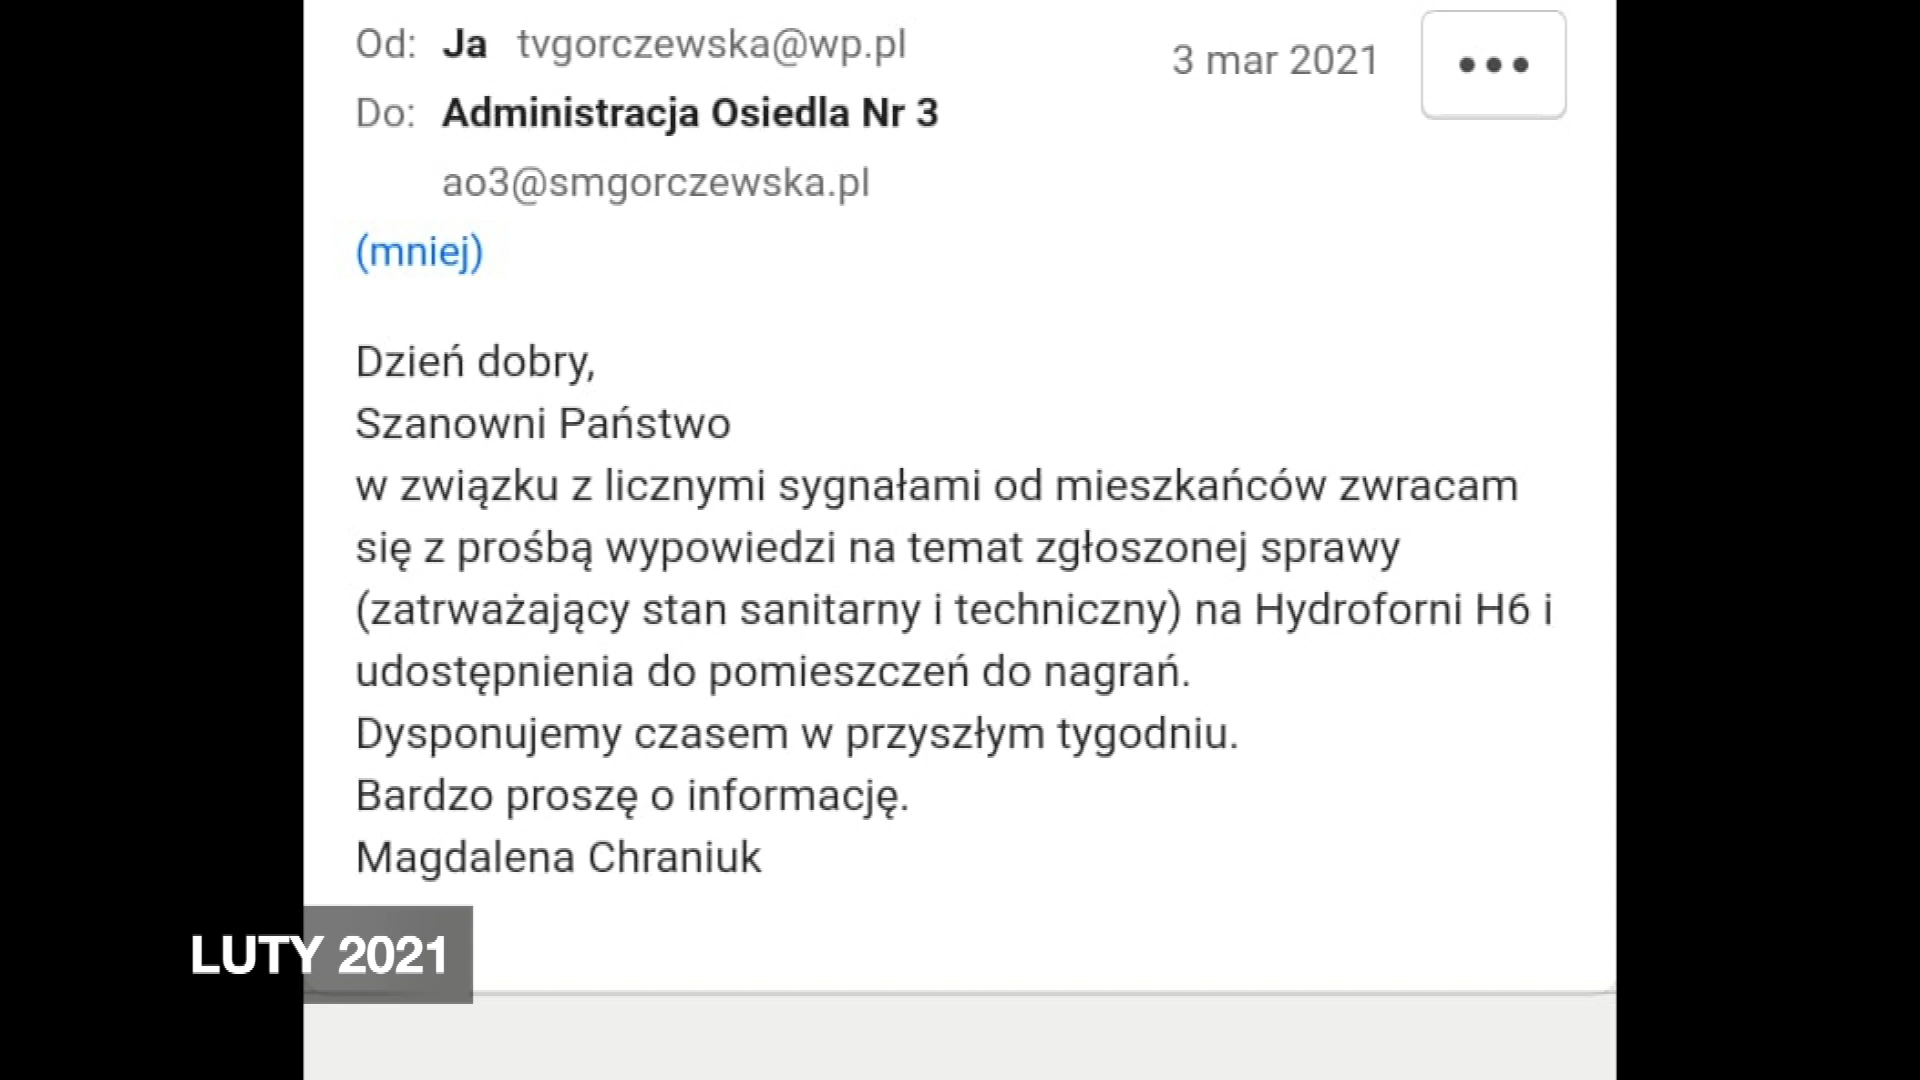 Od: Ja tvgorczewska@wp.pl
3 mar 2021
Do: Administracja Osiedla Nr 3
ao3@smgorczewska.pl
(mniej)
Dzień dobry,
Szanowni Państwo
w związku z licznymi sygnałami od mieszkańców zwracam
się z prośbą wypowiedzi na temat zgłoszonej sprawy
(zatrważający stan sanitarny i techniczny) na Hydroforni H6 i
udostępnienia do pomieszczeń do nagrań.
Dysponujemy czasem w przyszłym tygodniu.
Bardzo proszę o informację.
Magdalena Chraniuk
LUTY 2021